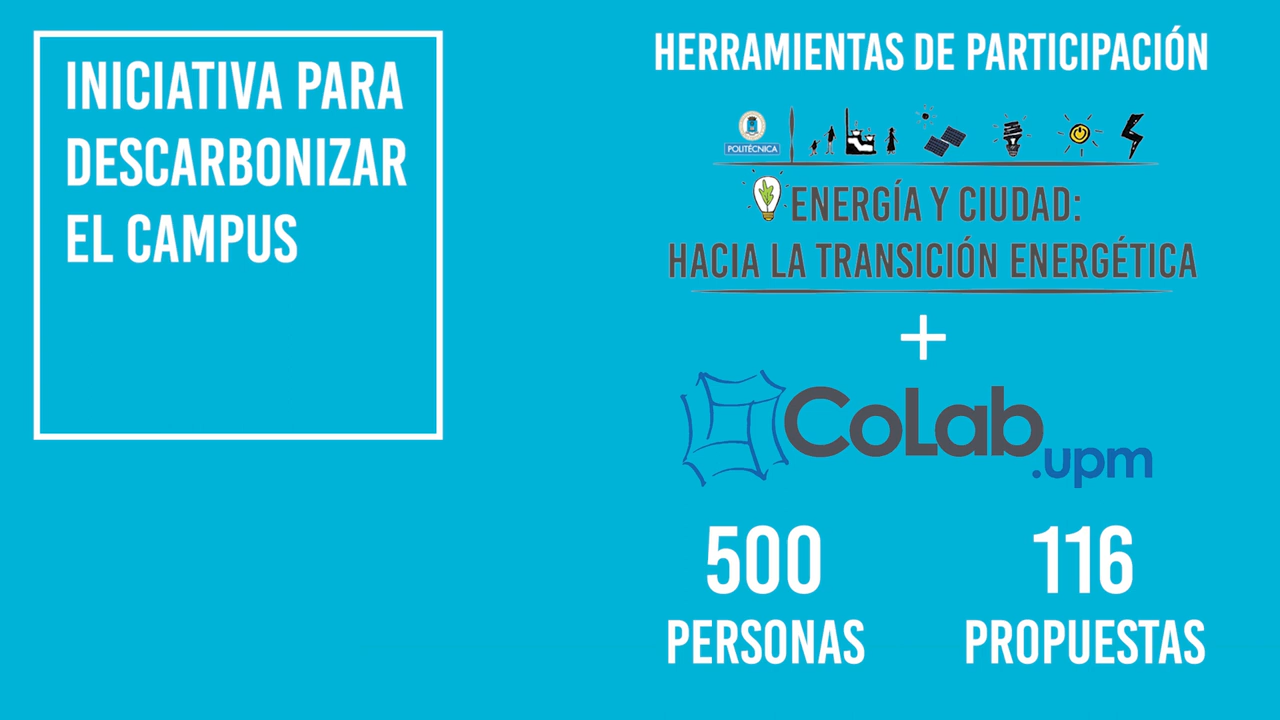 INICIATIVA PARA
DESCARBONIZAR
EL CAMPUS
HERRAMIENTAS DE PARTICIPACIÓN
POLITÉCNICA
ENERGÍA Y CIUDAD:
HACIA LA TRANSICIÓN ENERGÉTICA
+
CoLab
.upm
500
PERSONAS
116
PROPUESTAS